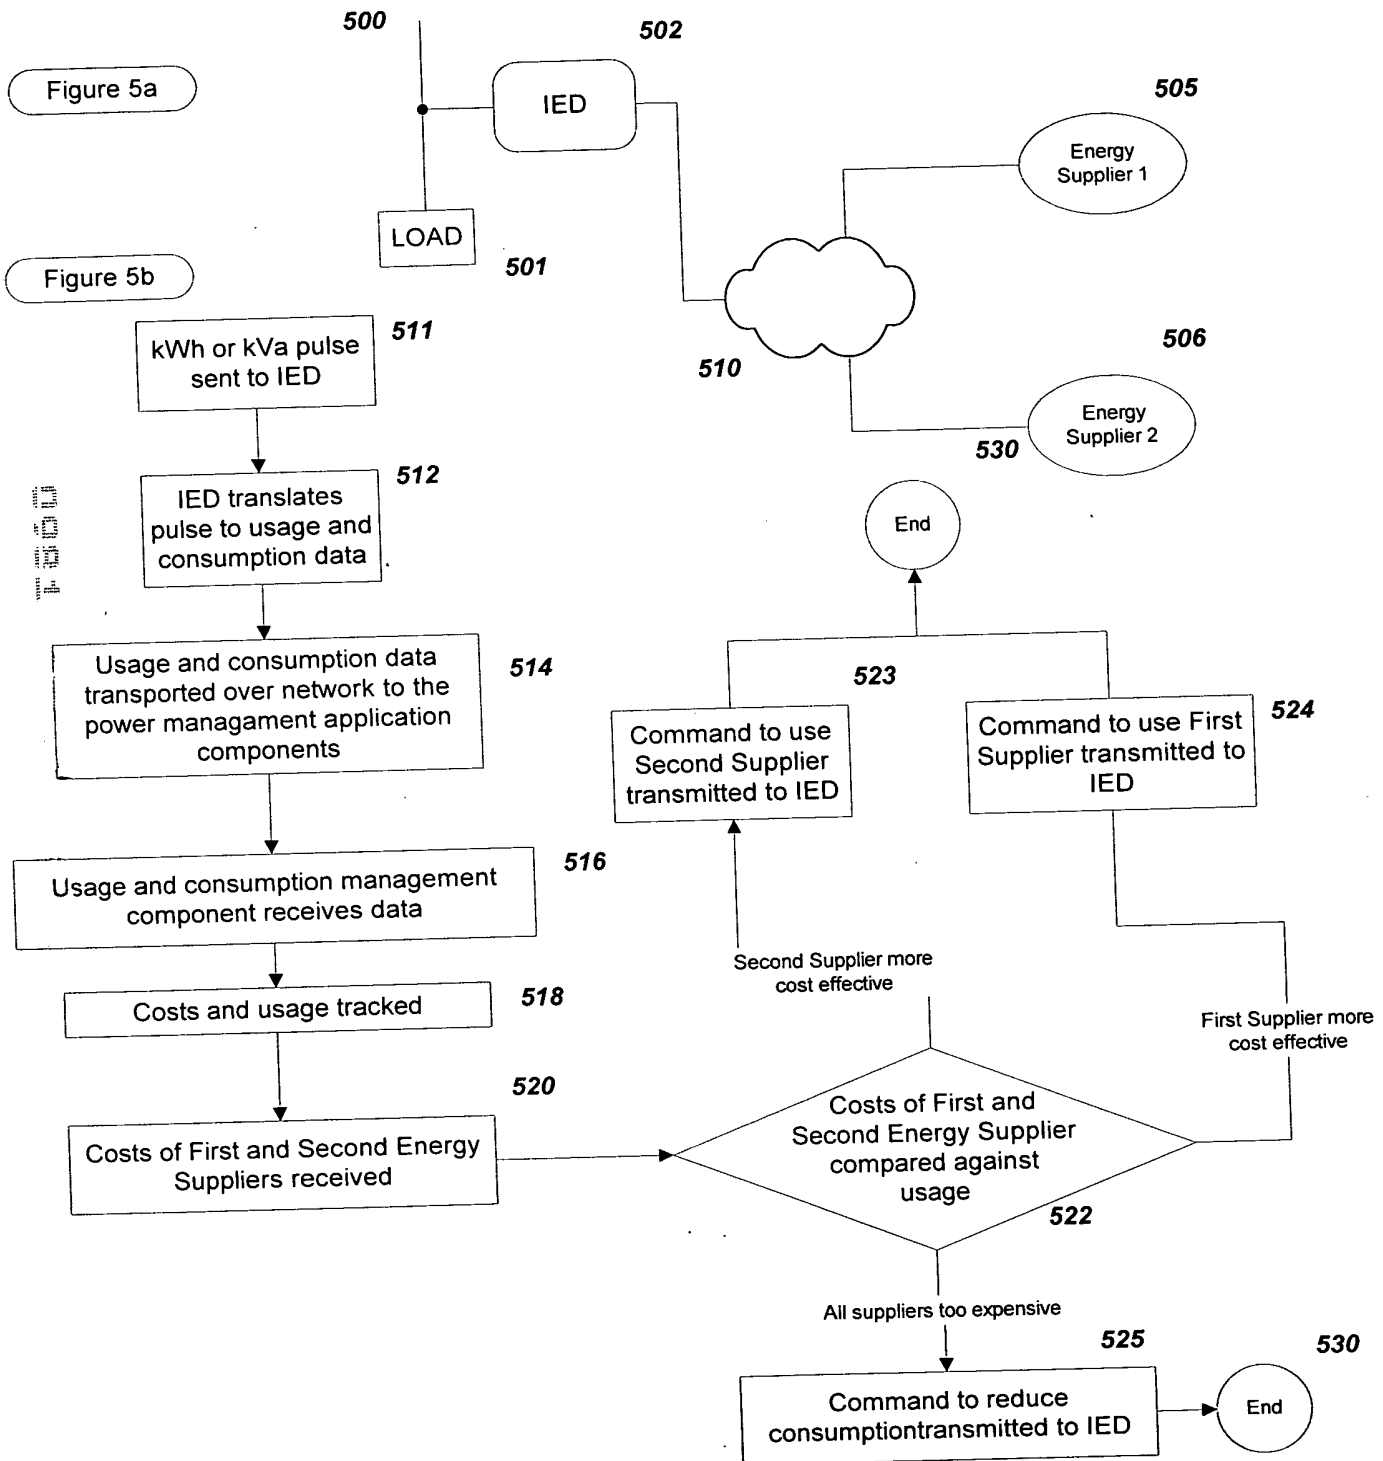 500
502
Figure 5a
IED
505
Energy
Supplier 1
LOAD
501
Figure 5b
510
506
Energy
Supplier 2
kWh or kVa pulse
sent to IED
511
530
End
IED translates
pulse to usage and
consumption data
512
Usage and consumption data
transported over network to the
power managament application
components
514
523
Command to use
Second Supplier
transmitted to IED
Command to use First
Supplier transmitted to
IED
524
Usage and consumption management
component receives data
516
Second Supplier more
cost effective
First Supplier more
cost effective
Costs and usage tracked
518
520
Costs of First and Second Energy
Suppliers received
Costs of First and
Second Energy Supplier
compared against
usage
522
All suppliers too expensive
525
530
Command to reduce
consumptiontransmitted to IED
End